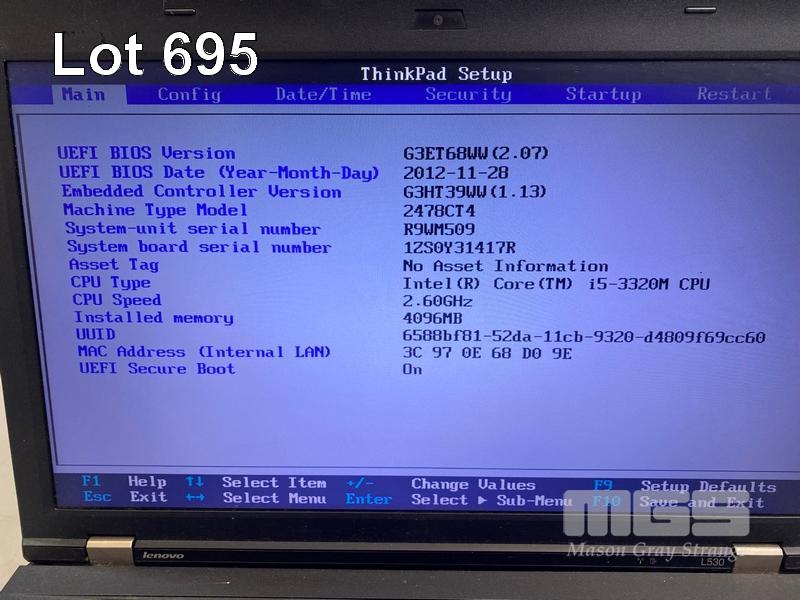 Lot 695
ThinkPad Setup
Main Config Date/Time Security Startup Restart
UEFI BIOS Version G3ET68WW(2.07)
UEFI BIOS Date (Year-Month-Day) 2012-11-28
Embedded Controller Version G3HT39WW(1.13)
Machine Type Model 2478CT4
System-unit serial number R9WM509
System board serial number 1ZS0Y31417R
Asset Tag No Asset Information
CPU Type Intel(R) Core(TM) i5-3320M CPU
CPU Speed 2.60GHz
Installed memory 4096MB
UUID 6588bf81-52da-11cb-9320-d4809f69cc60
MAC Address (Internal LAN) 3C 97 0E 68 D0 9E
UEFI Secure Boot On
F1 Help ↑↓ Select Item +/- Change Values F9 Setup Defaults
Esc Exit ↔ Select Menu Enter Select ▶ Sub-Menu F10 Save and Exit
MGS
Mason Gray Strange
lenovo L530